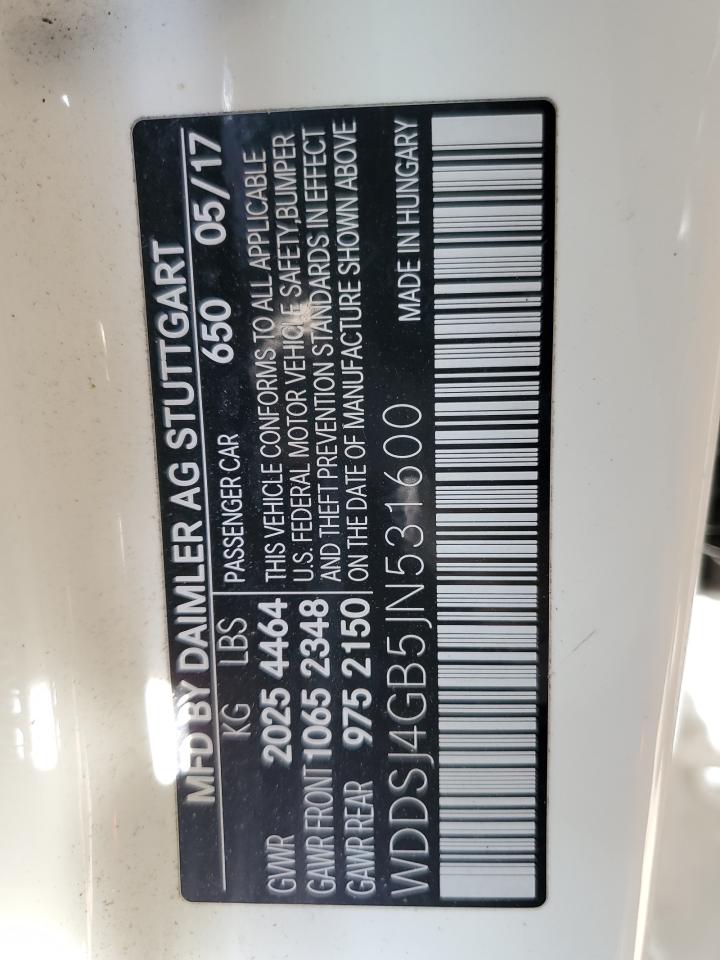 MFD BY DAIMLER AG STUTTGART
KG LBS PASSENGER CAR 650 05/17
GVWR 2025 4464 THIS VEHICLE CONFORMS TO ALL APPLICABLE
GAWR FRONT 1065 2348 U.S. FEDERAL MOTOR VEHICLE SAFETY,BUMPER
GAWR REAR 975 2150 AND THEFT PREVENTION STANDARDS IN EFFECT
ON THE DATE OF MANUFACTURE SHOWN ABOVE
WDDSJ4GB5JN531600 MADE IN HUNGARY